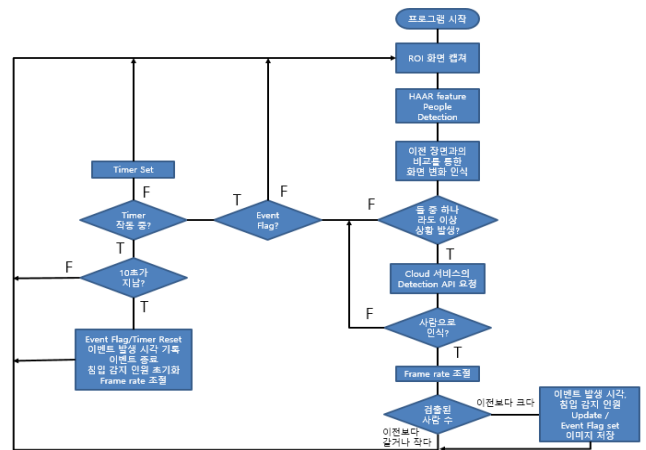 프로그램 시작
ROI 화면 캡쳐
HAAR feature
People
Detection
이전 장면과의
비교를 통한
화면 변화 인식
둘 중 하나
라도 이상
상황 발생?
F
T
Cloud 서비스의
Detection API 요청
사람으로
인식?
F
T
Frame rate 조절
검출된
사람 수
이전보다 크다
이벤트 발생 시각,
침입 감지 인원
Update /
Event Flag set
이미지 저장
이전보다
같거나 작다
Event
Flag?
F
T
Timer
작동 중?
F
Timer Set
T
10초가
지남?
F
T
Event Flag/Timer Reset
이벤트 발생 시각 기록
이벤트 종료
침입 감지 인원 초기화
Frame rate 조절